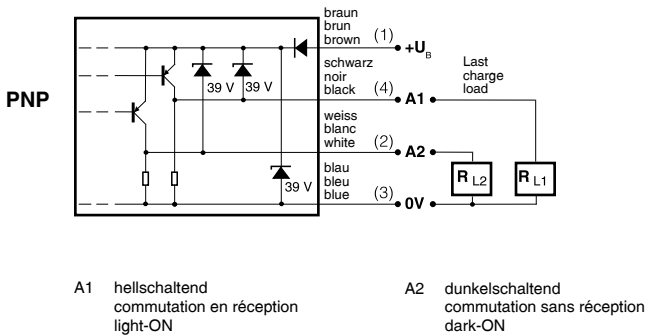 braun
brun
brown (1) +UB
39 V 39 V
schwarz
noir
black (4) A1
Last
charge
load
PNP
weiss
blanc
white (2) A2
R L2 R L1
39 V
blau
bleu
blue (3) 0V
A1 hellschaltend
commutation en réception
light-ON
A2 dunkelschaltend
commutation sans réception
dark-ON